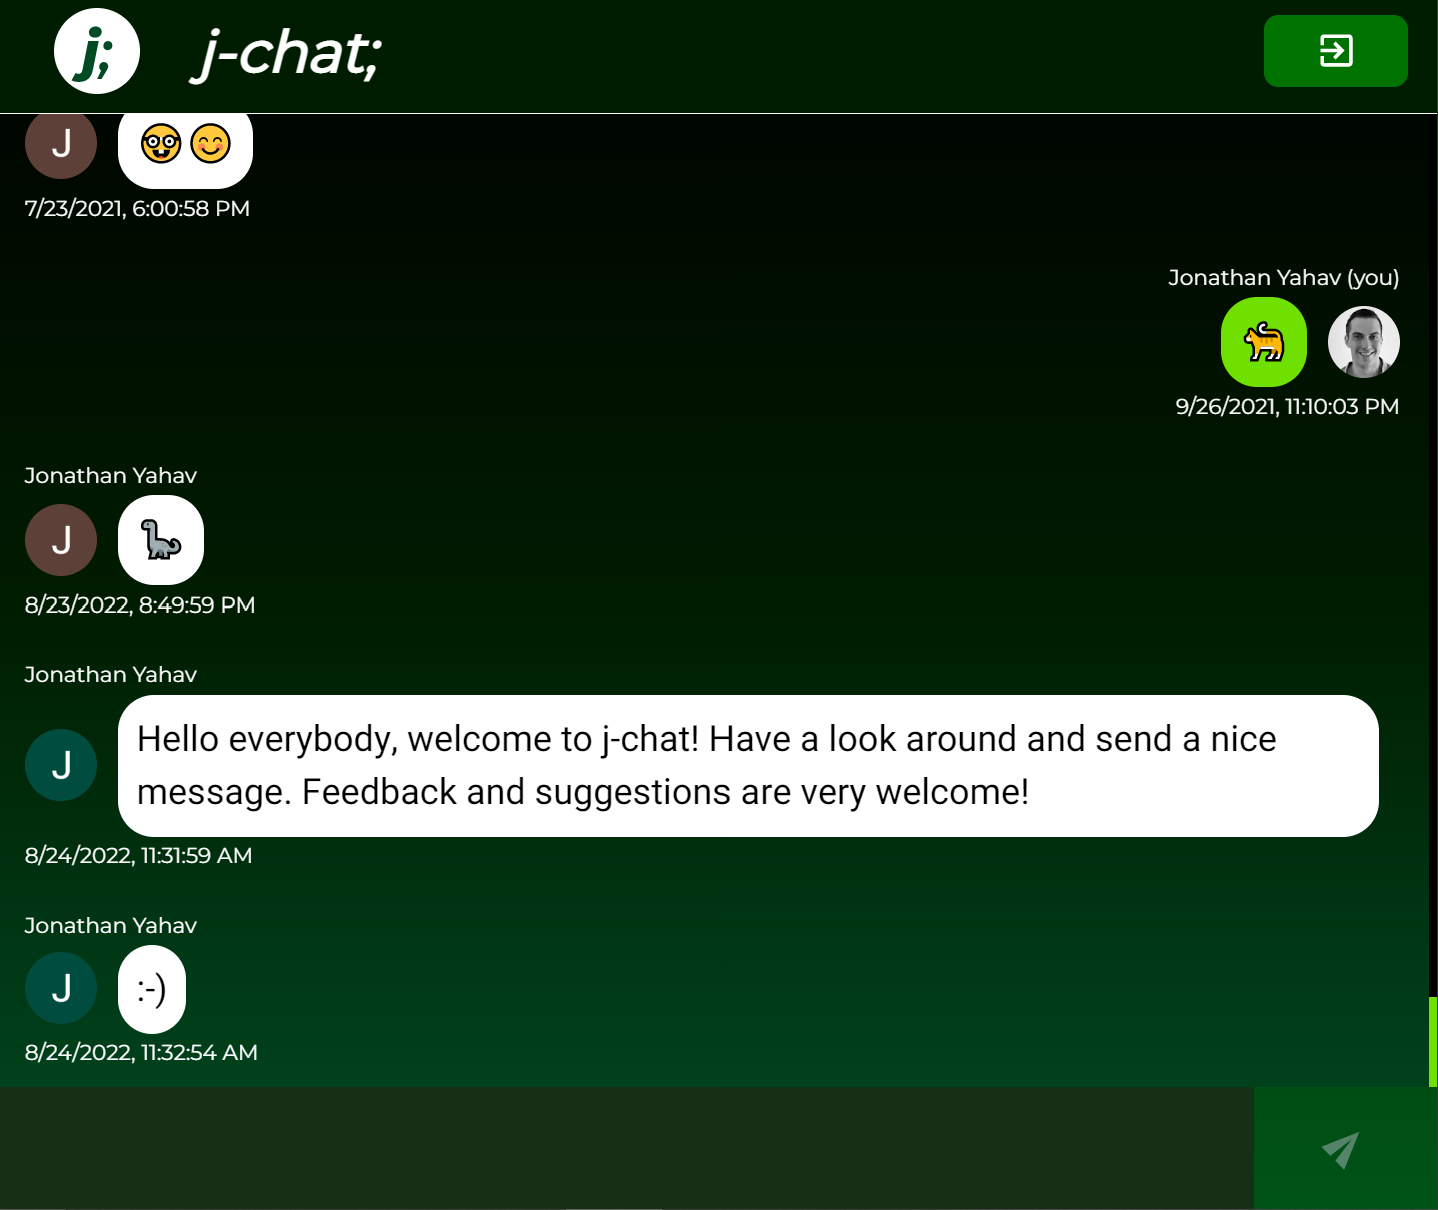 j;
j-chat;
J
🤓😊
7/23/2021, 6:00:58 PM
Jonathan Yahav (you)
🐈
9/26/2021, 11:10:03 PM
Jonathan Yahav
J
🦕
8/23/2022, 8:49:59 PM
Jonathan Yahav
J
Hello everybody, welcome to j-chat! Have a look around and send a nice
message. Feedback and suggestions are very welcome!
8/24/2022, 11:31:59 AM
Jonathan Yahav
J
:-)
8/24/2022, 11:32:54 AM